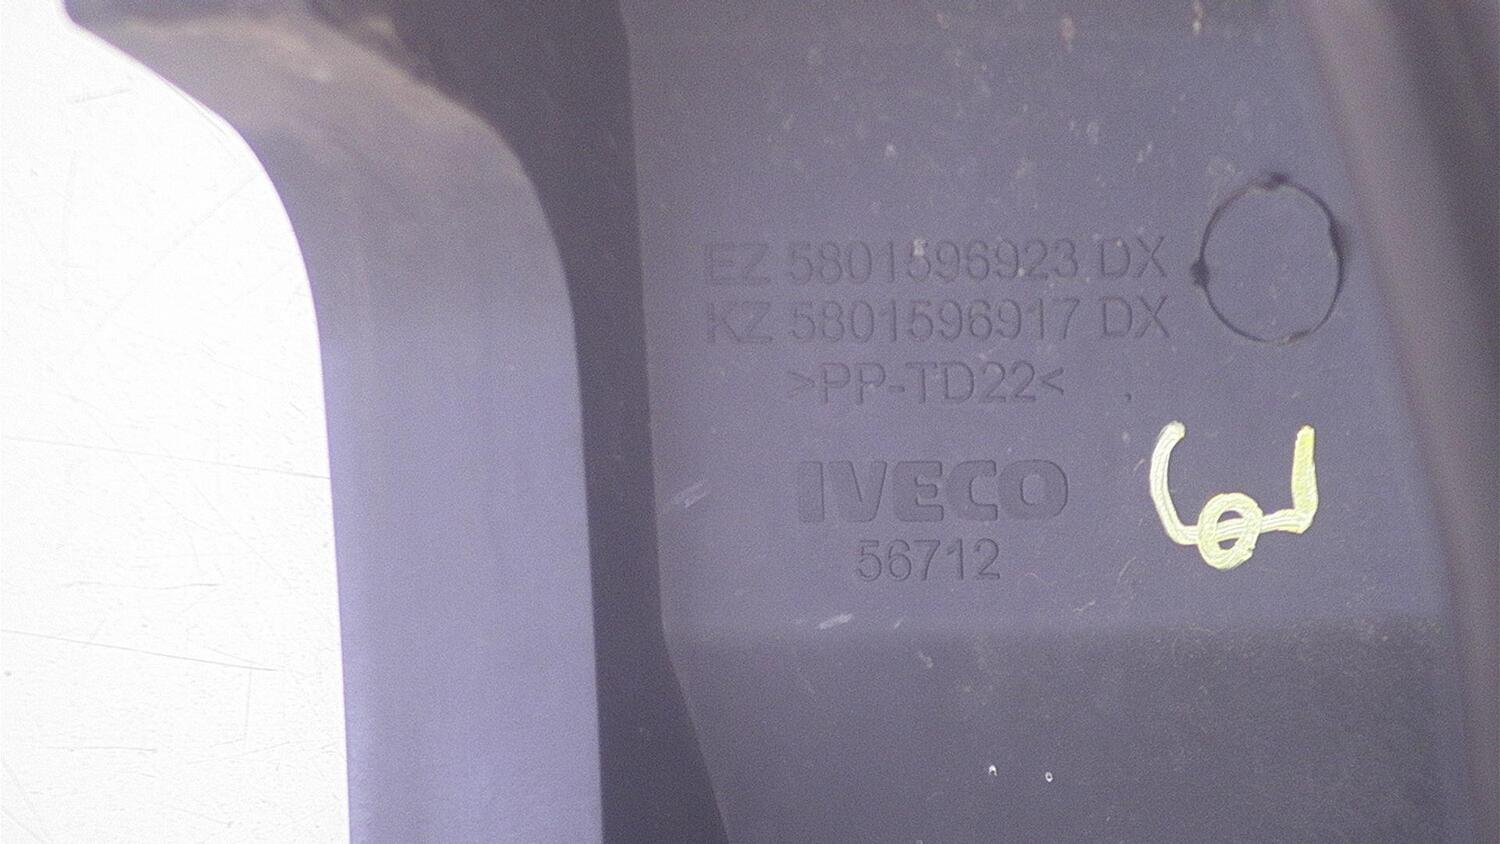 EZ 5801596923 DX
KZ 5801596917 DX
>PP-TD22<
IVECO
56712